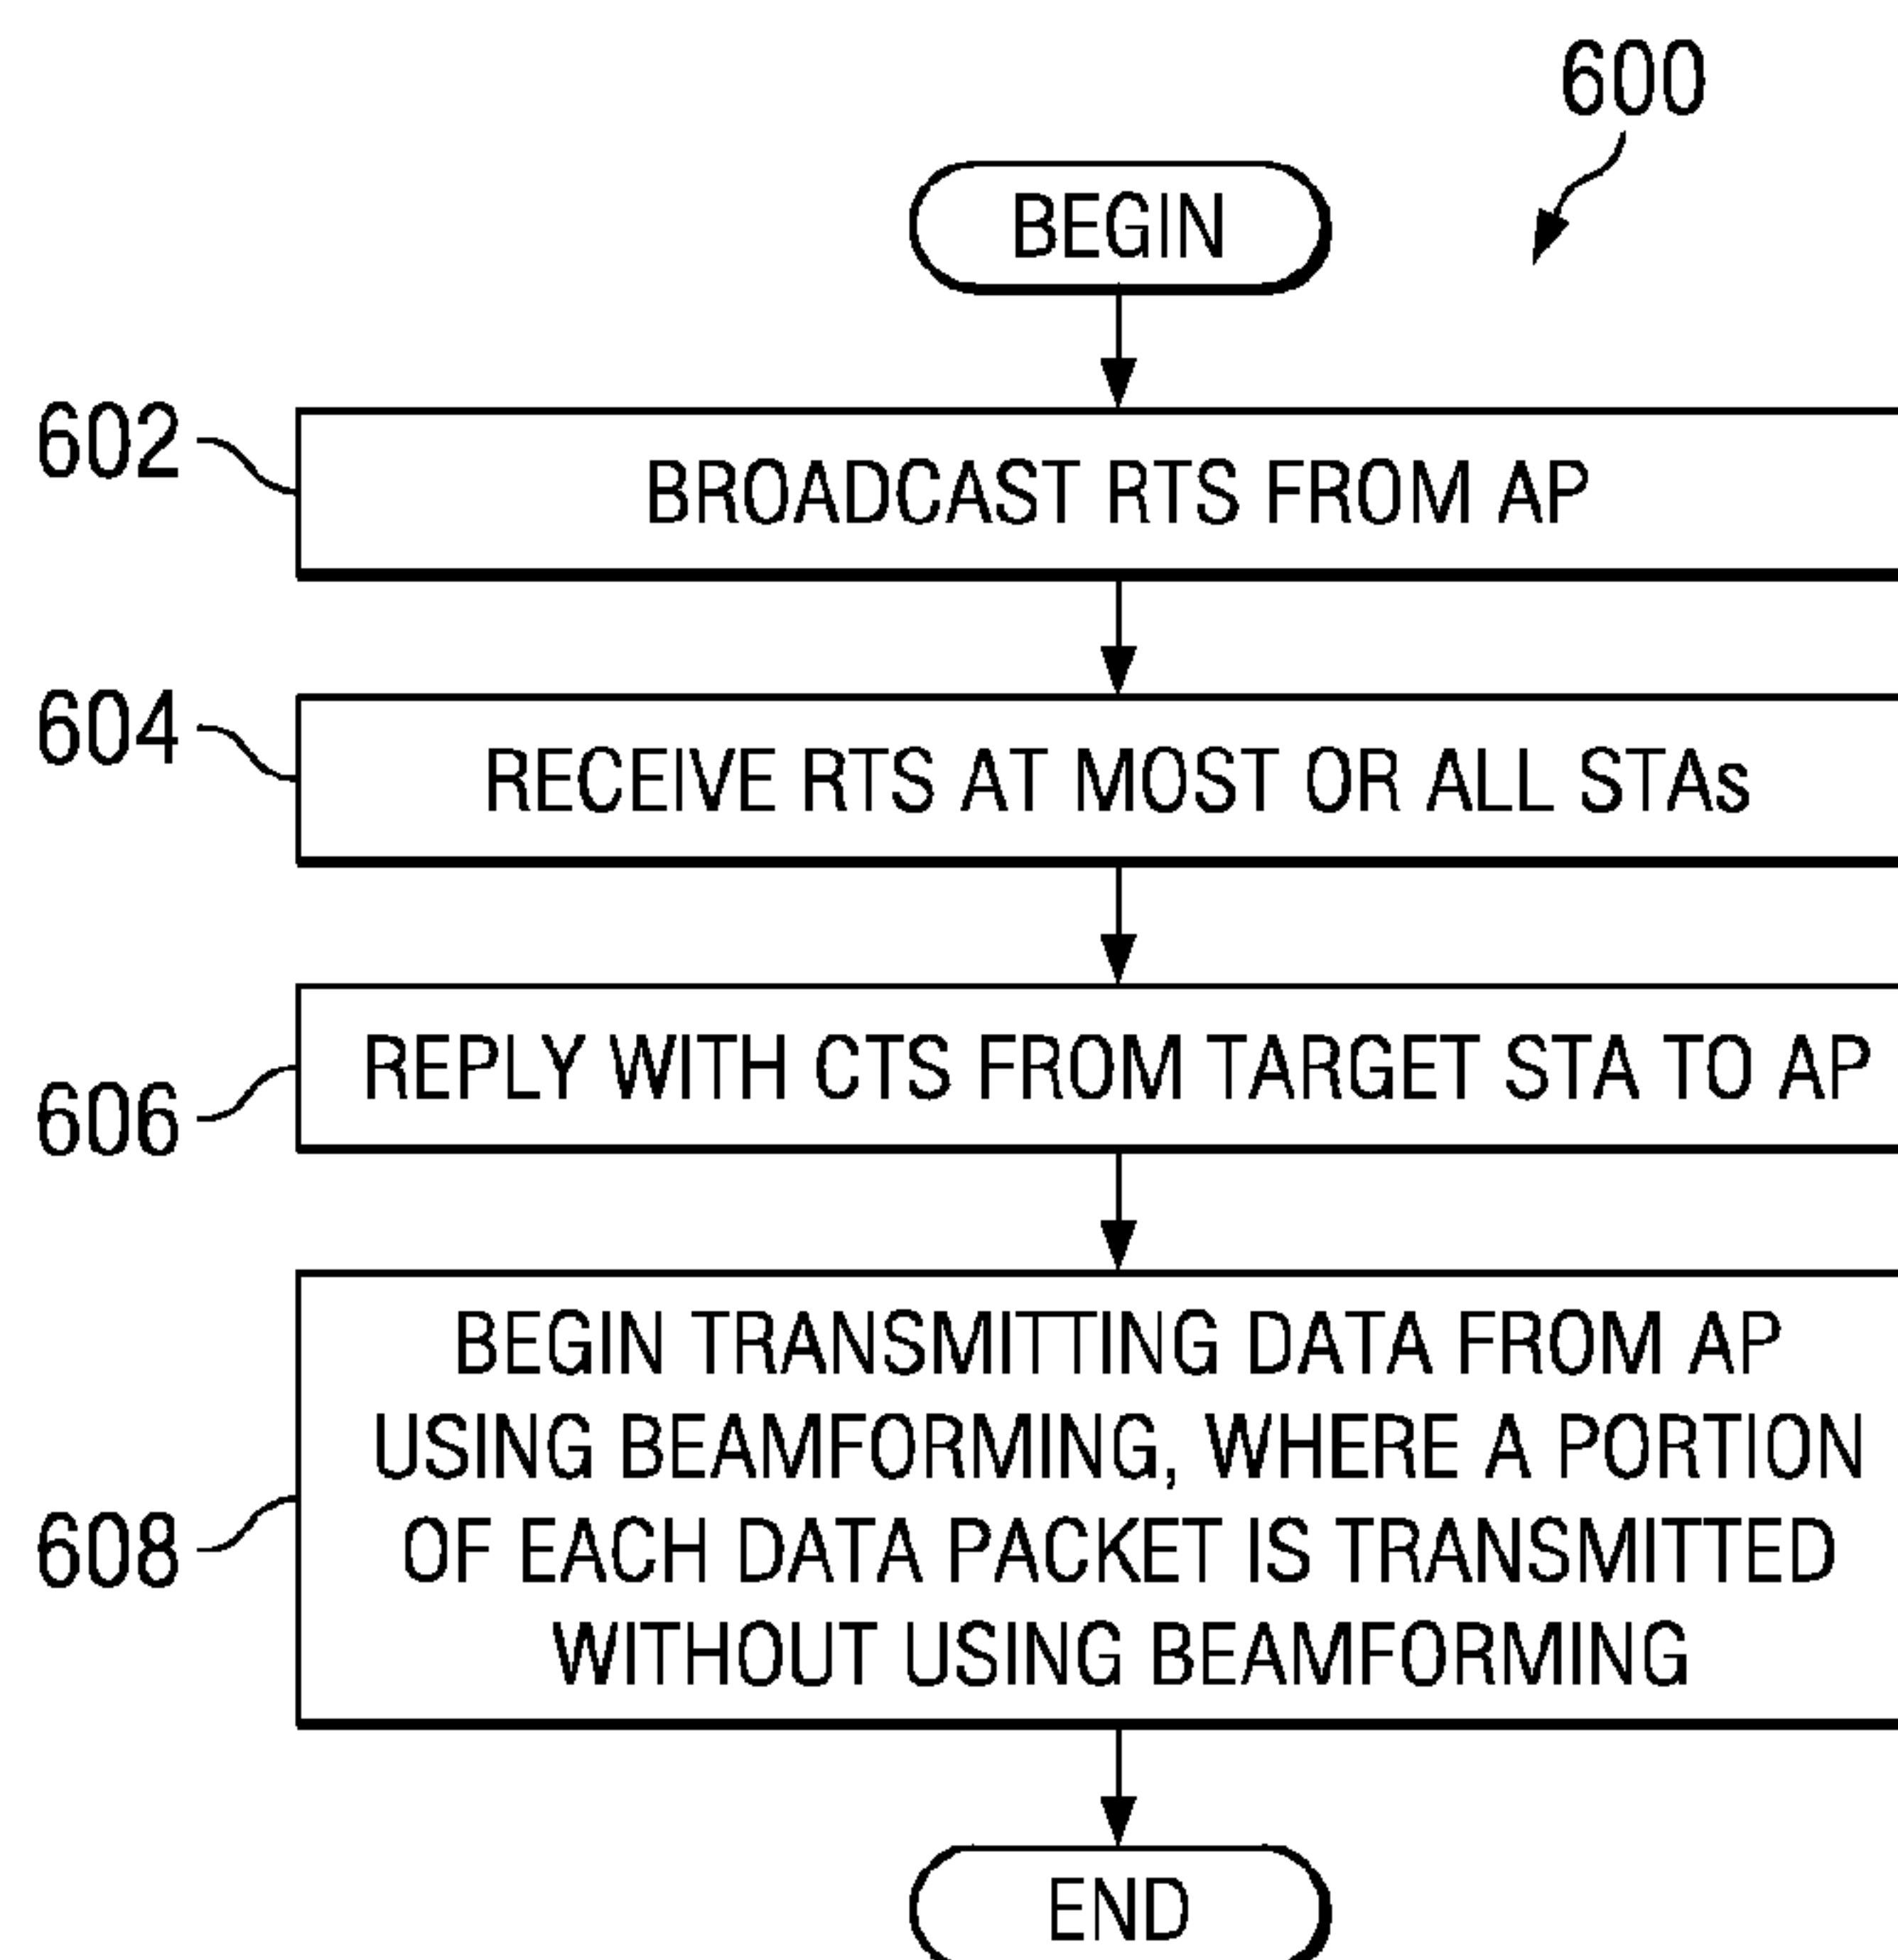 600
BEGIN
602
BROADCAST RTS FROM AP
604
RECEIVE RTS AT MOST OR ALL STAs
606
REPLY WITH CTS FROM TARGET STA TO AP
608
BEGIN TRANSMITTING DATA FROM AP
USING BEAMFORMING, WHERE A PORTION
OF EACH DATA PACKET IS TRANSMITTED
WITHOUT USING BEAMFORMING
END